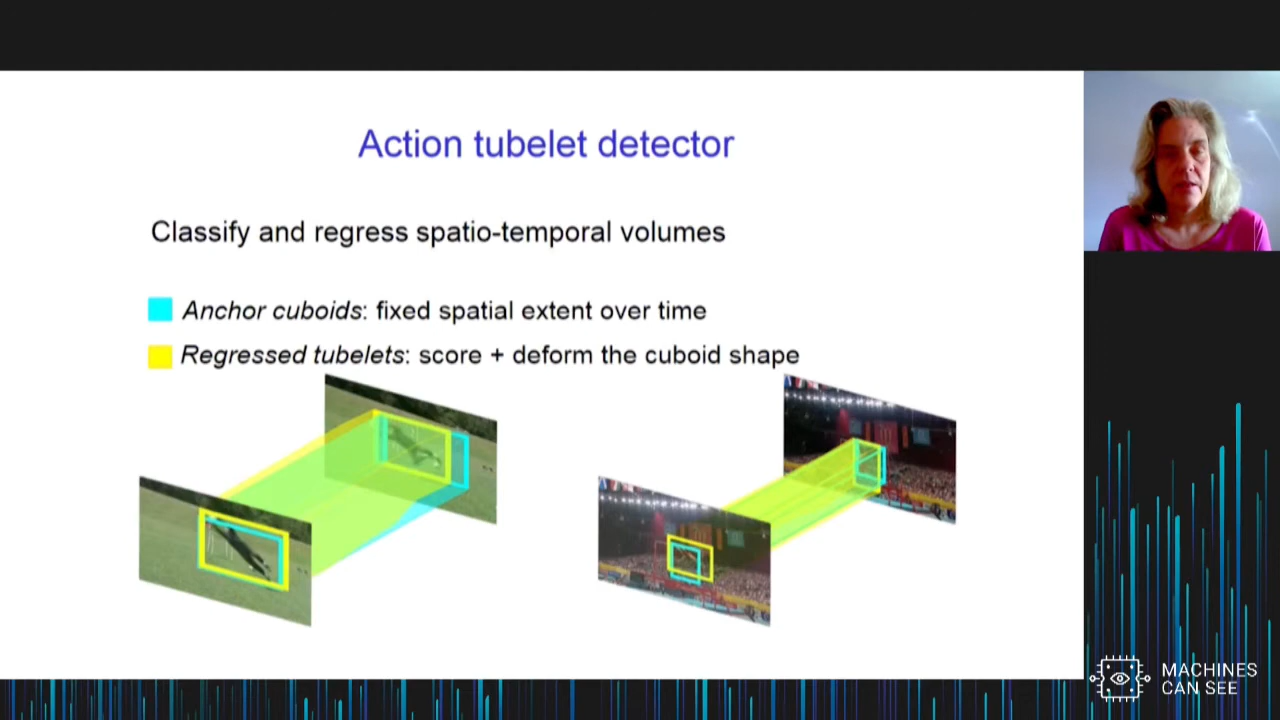 Action tubelet detector
Classify and regress spatio-temporal volumes
Anchor cuboids: fixed spatial extent over time
Regressed tubelets: score + deform the cuboid shape
MACHINES
CAN SEE